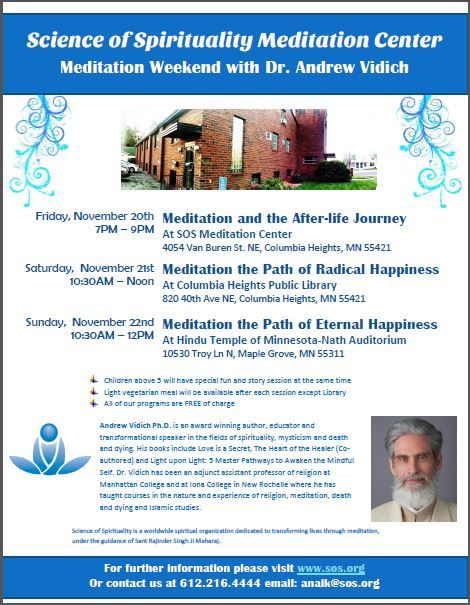 Science of Spirituality Meditation Center
Meditation Weekend with Dr. Andrew Vidich
Friday, November 20th
7PM – 9PM
Meditation and the After-life Journey
At SOS Meditation Center
4054 Van Buren St. NE, Columbia Heights, MN 55421
Saturday, November 21st
10:30AM – Noon
Meditation the Path of Radical Happiness
At Columbia Heights Public Library
820 40th Ave NE, Columbia Heights, MN 55421
Sunday, November 22nd
10:30AM – 12PM
Meditation the Path of Eternal Happiness
At Hindu Temple of Minnesota-Nath Auditorium
10530 Troy Ln N, Maple Grove, MN 55311
Children above 5 will have special fun and story session at the same time
Light vegetarian meal will be available after each session except Library
All of our programs are FREE of charge
Andrew Vidich Ph.D. is an award winning author, educator and
transformational speaker in the fields of spirituality, mysticism and death
and dying. His books include Love is a Secret, The Heart of the Healer (Co-
authored) and Light upon Light: 5 Master Pathways to Awaken the Mindful
Self. Dr. Vidich has been an adjunct assistant professor of religion at
Manhattan College and at Iona College in New Rochelle where he has
taught courses in the nature and experience of religion, meditation, death
and dying and Islamic studies.
Science of Spirituality is a worldwide spiritual organization dedicated to transforming lives through meditation,
under the guidance of Sant Rajinder Singh Ji Maharaj.
For further information please visit www.sos.org
Or contact us at 612.216.4444 email: anaik@sos.org